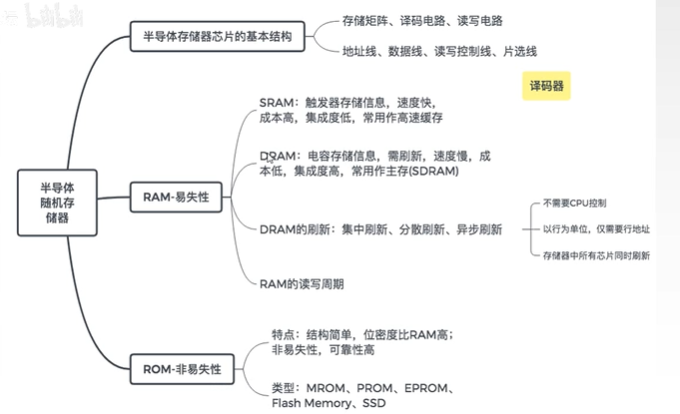 bilibili
半导体存储器芯片的基本结构
存储矩阵、译码电路、读写电路
地址线、数据线、读写控制线、片选线
译码器
半导体
随机存
储器
RAM-易失性
SRAM：触发器存储信息，速度快，
成本高，集成度低，常用作高速缓存
DRAM：电容存储信息，需刷新，速度慢，成
本低，集成度高，常用作主存(SDRAM)
DRAM的刷新：集中刷新、分散刷新、异步刷新
不需要CPU控制
以行为单位，仅需要行地址
存储器中所有芯片同时刷新
RAM的读写周期
ROM-非易失性
特点：结构简单，位密度比RAM高；
非易失性，可靠性高
类型：MROM、PROM、EPROM、
Flash Memory、SSD